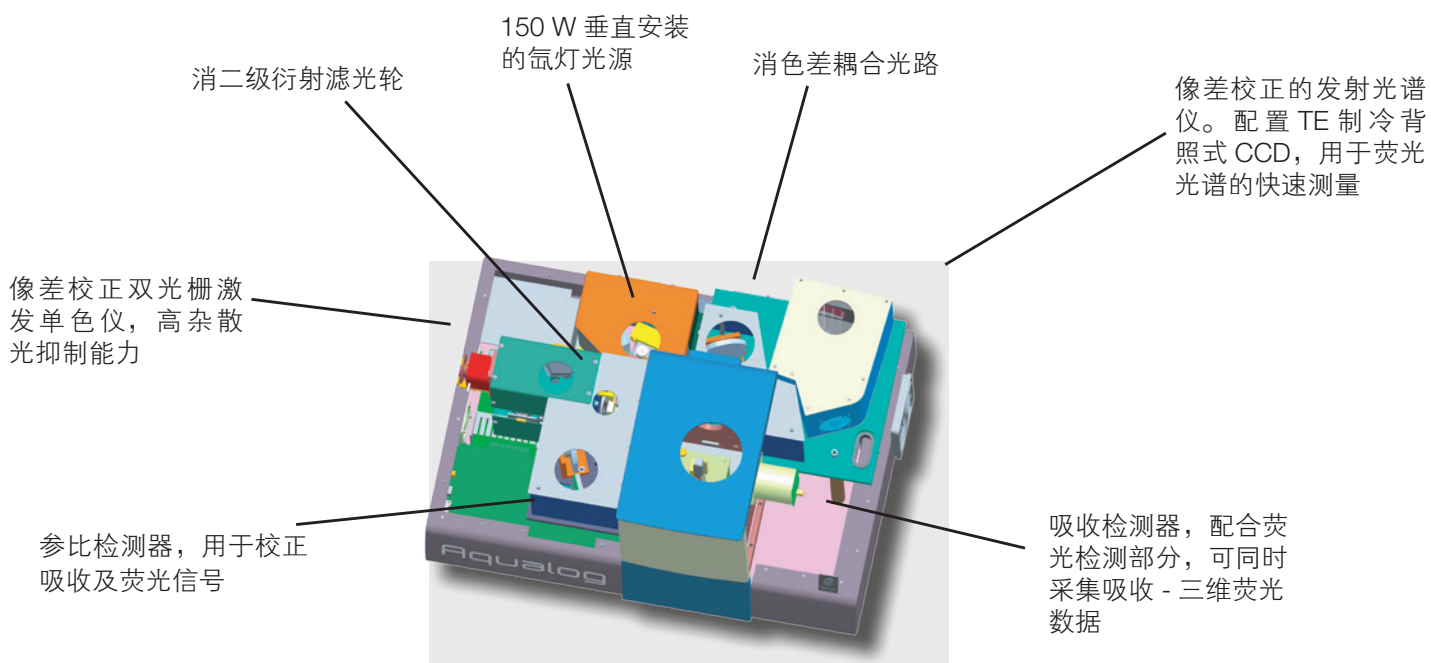 150 W 垂直安装
的氙灯光源
消二级衍射滤光轮
消色差耦合光路
像差校正的发射光谱
仪。配置 TE 制冷背
照式 CCD，用于荧光
光谱的快速测量
像差校正双光栅激
发单色仪，高杂散
光抑制能力
参比检测器，用于校正
吸收及荧光信号
吸收检测器，配合荧
光检测部分，可同时
采集吸收 - 三维荧光
数据
Aqualog